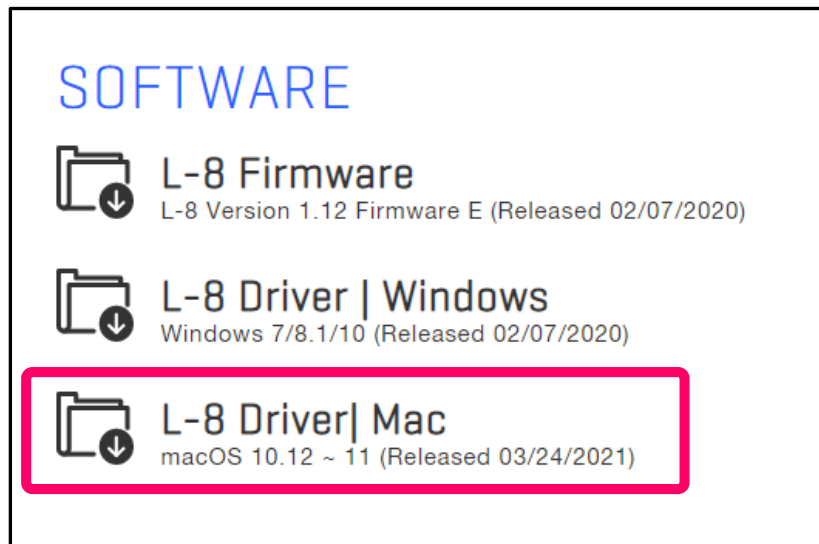 SOFTWARE
L-8 Firmware
L-8 Version 1.12 Firmware E (Released 02/07/2020)
L-8 Driver | Windows
Windows 7/8.1/10 (Released 02/07/2020)
L-8 Driver| Mac
macOS 10.12 ~ 11 (Released 03/24/2021)